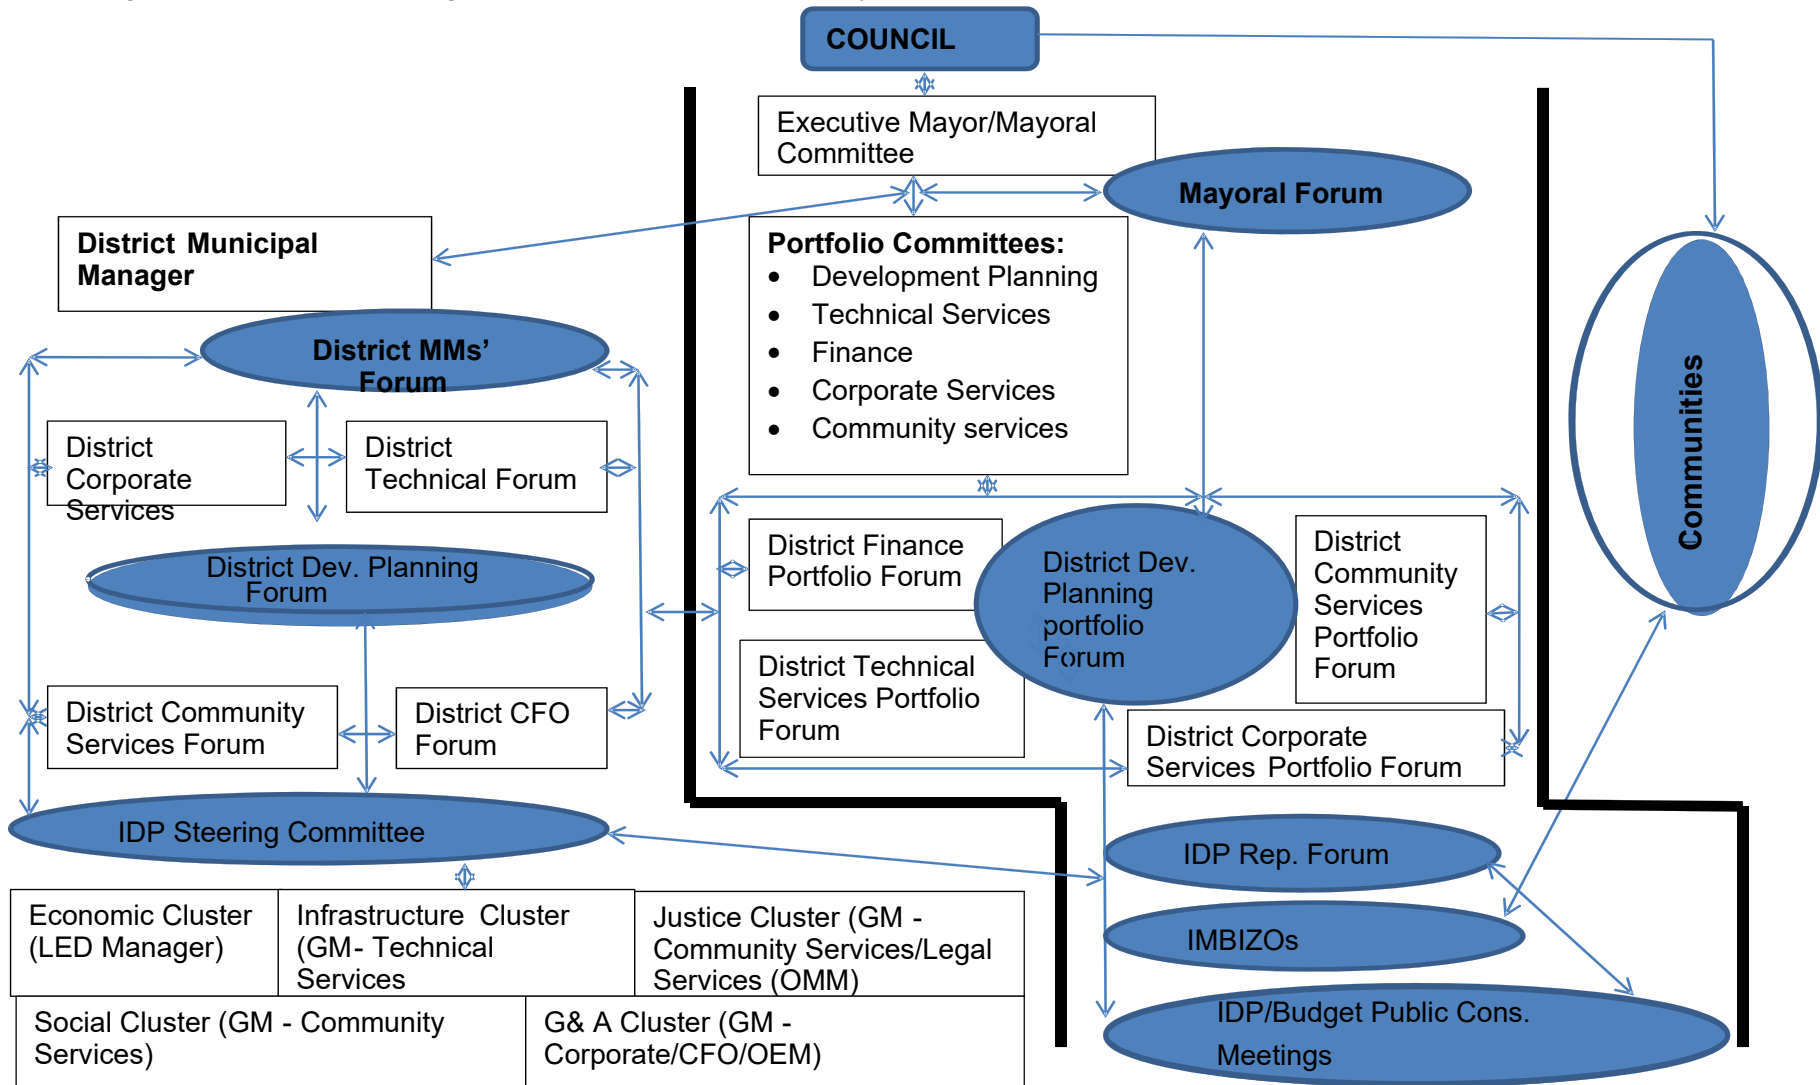 COUNCIL
Executive Mayor/Mayoral
Committee
Mayoral Forum
District Municipal
Manager
Portfolio Committees:
• Development Planning
• Technical Services
• Finance
• Corporate Services
• Community services
District MMs'
Forum
District
Corporate
Services
District
Technical Forum
District Dev. Planning
Forum
District Finance
Portfolio Forum
District Dev.
Planning
portfolio
Forum
District
Community
Services
Portfolio
Forum
Communities
District Technical
Services Portfolio
Forum
District Community
Services Forum
District CFO
Forum
District Corporate
Services Portfolio Forum
IDP Steering Committee
IDP Rep. Forum
IMBIZOs
IDP/Budget Public Cons.
Meetings
Economic Cluster
(LED Manager)
Infrastructure Cluster
(GM- Technical
Services
Justice Cluster (GM -
Community Services/Legal
Services (OMM)
Social Cluster (GM - Community
Services)
G& A Cluster (GM -
Corporate/CFO/OEM)